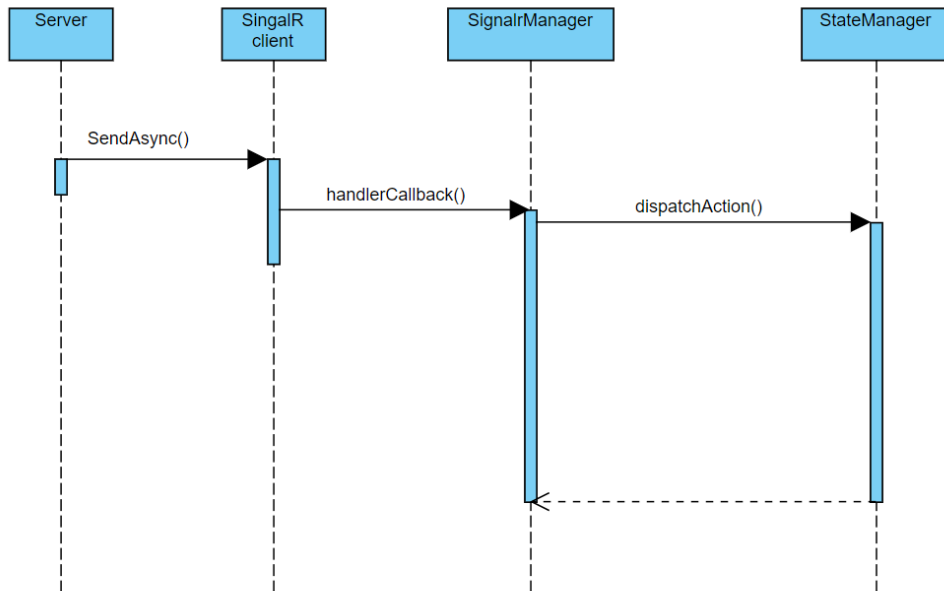 Server
SingalR
client
SignalrManager
StateManager
SendAsync()
handlerCallback()
dispatchAction()